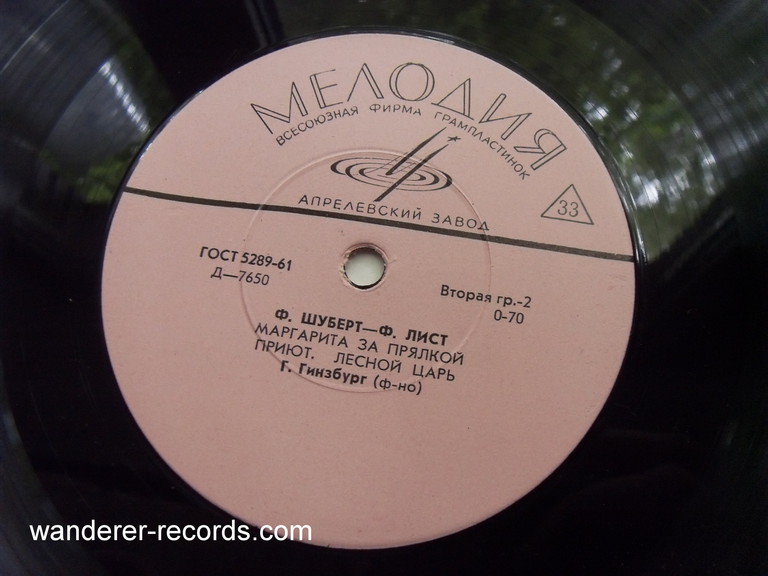 МЕЛОДИЯ
ВСЕСОЮЗНАЯ ФИРМА ГРАМПЛАСТИНОК
АПРЕЛЕВСКИЙ ЗАВОД
33
ГОСТ 5289-61
Д—7650
Вторая гр.-2
0-70
Ф. ШУБЕРТ—Ф. ЛИСТ
МАРГАРИТА ЗА ПРЯЛКОЙ
ПРИЮТ. ЛЕСНОЙ ЦАРЬ
Г. Гинзбург (ф-но)
wanderer-records.com